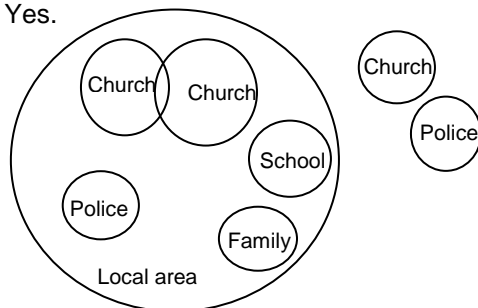 Yes.
Church
Church
Church
Police
School
Police
Family
Local area